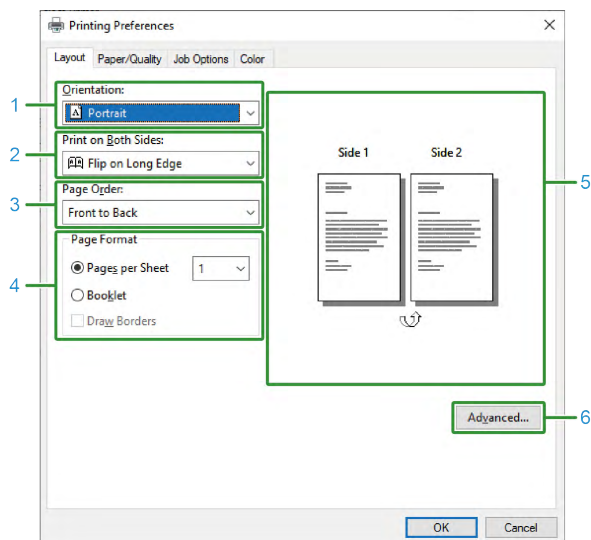 Printing Preferences
Layout Paper/Quality Job Options Color
1
Orientation:
Portrait
2
Print on Both Sides:
Flip on Long Edge
3
Page Order:
Front to Back
4
Page Format
Pages per Sheet 1
Booklet
Draw Borders
Side 1 Side 2
5
Advanced...
6
OK Cancel